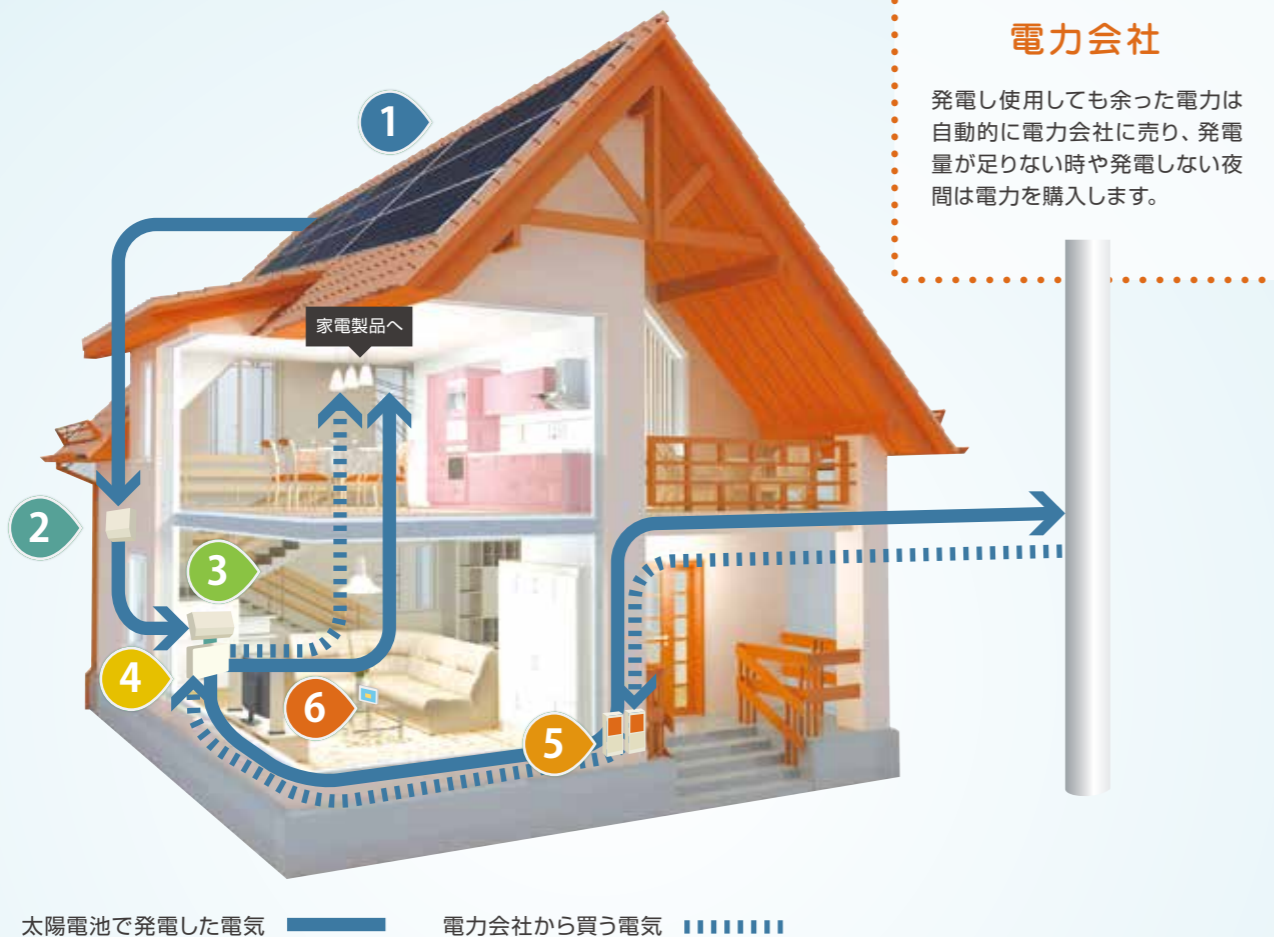 電力会社
発電し使用しても余った電力は
自動的に電力会社に売り、発電
量が足りない時や発電しない夜
間は電力を購入します。
1
家電製品へ
2
3
4
6
5
太陽電池で発電した電気
電力会社から買う電気